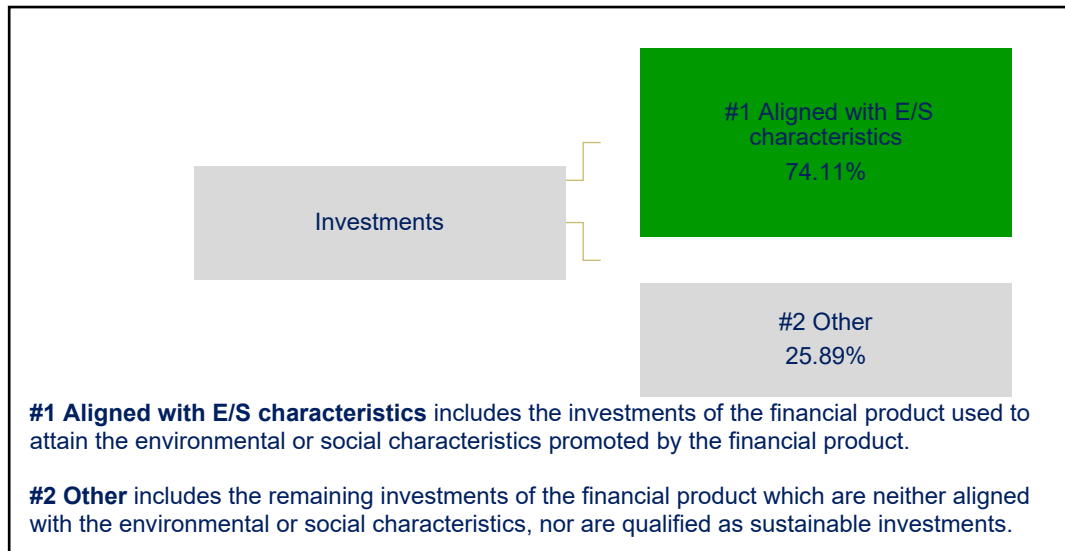 #1 Aligned with E/S
characteristics
74.11%
Investments
#2 Other
25.89%
#1 Aligned with E/S characteristics includes the investments of the financial product used to
attain the environmental or social characteristics promoted by the financial product.
#2 Other includes the remaining investments of the financial product which are neither aligned
with the environmental or social characteristics, nor are qualified as sustainable investments.